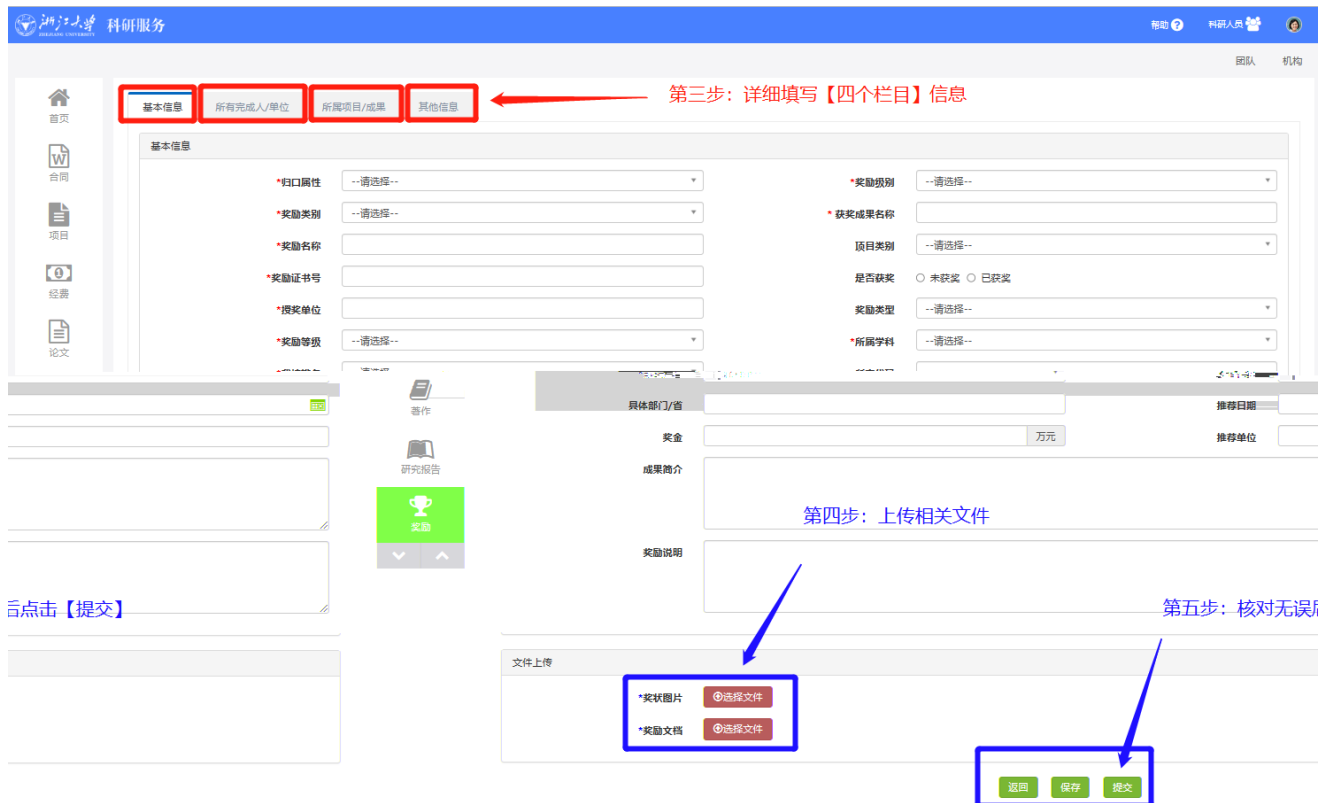 浙江大学 科研服务
ZHEJIANG UNIVERSITY
帮助 科研人员
团队 机构
首页
合同
项目
经费
论文
基本信息 所有完成人/单位 所属项目/成果 其他信息
第三步：详细填写【四个栏目】信息
基本信息
*归口属性 --请选择-- *奖励级别 --请选择--
*奖励类别 --请选择-- * 获奖成果名称
*奖励名称 项目类别 --请选择--
*奖励证书号 是否获奖 未获奖 已获奖
*授奖单位 奖励类型 --请选择--
*奖励等级 --请选择-- *所属学科 --请选择--
著作
研究报告
奖励
具体部门/省 推荐日期
奖金 万元 推荐单位
成果简介
第四步：上传相关文件
奖励说明
后点击【提交】
第五步：核对无误后
文件上传
*奖状图片 选择文件
*奖励文档 选择文件
返回 保存 提交